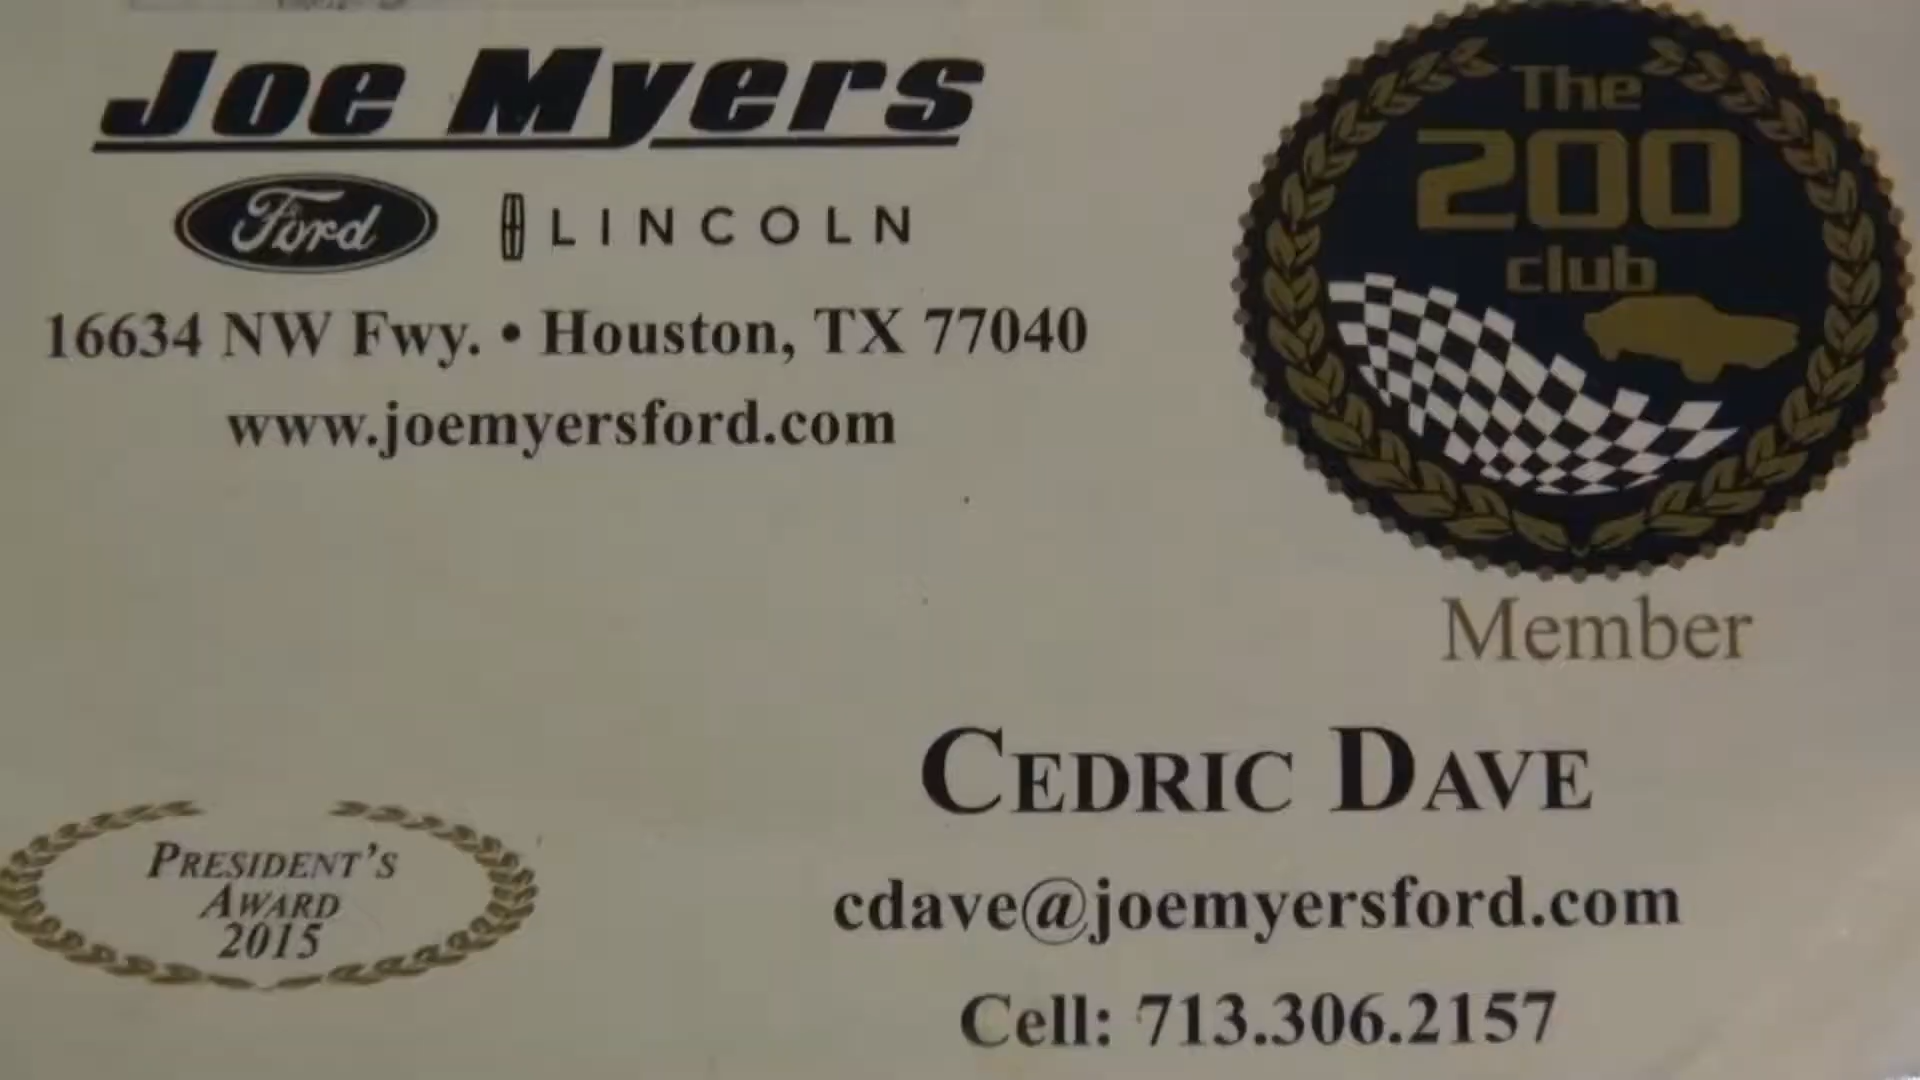 Joe Myers
Ford LINCOLN
16634 NW Fwy. • Houston, TX 77040
www.joemyersford.com
The
200
club
Member
CEDRIC DAVE
cdave@joemyersford.com
Cell: 713.306.2157
PRESIDENT'S
AWARD
2015